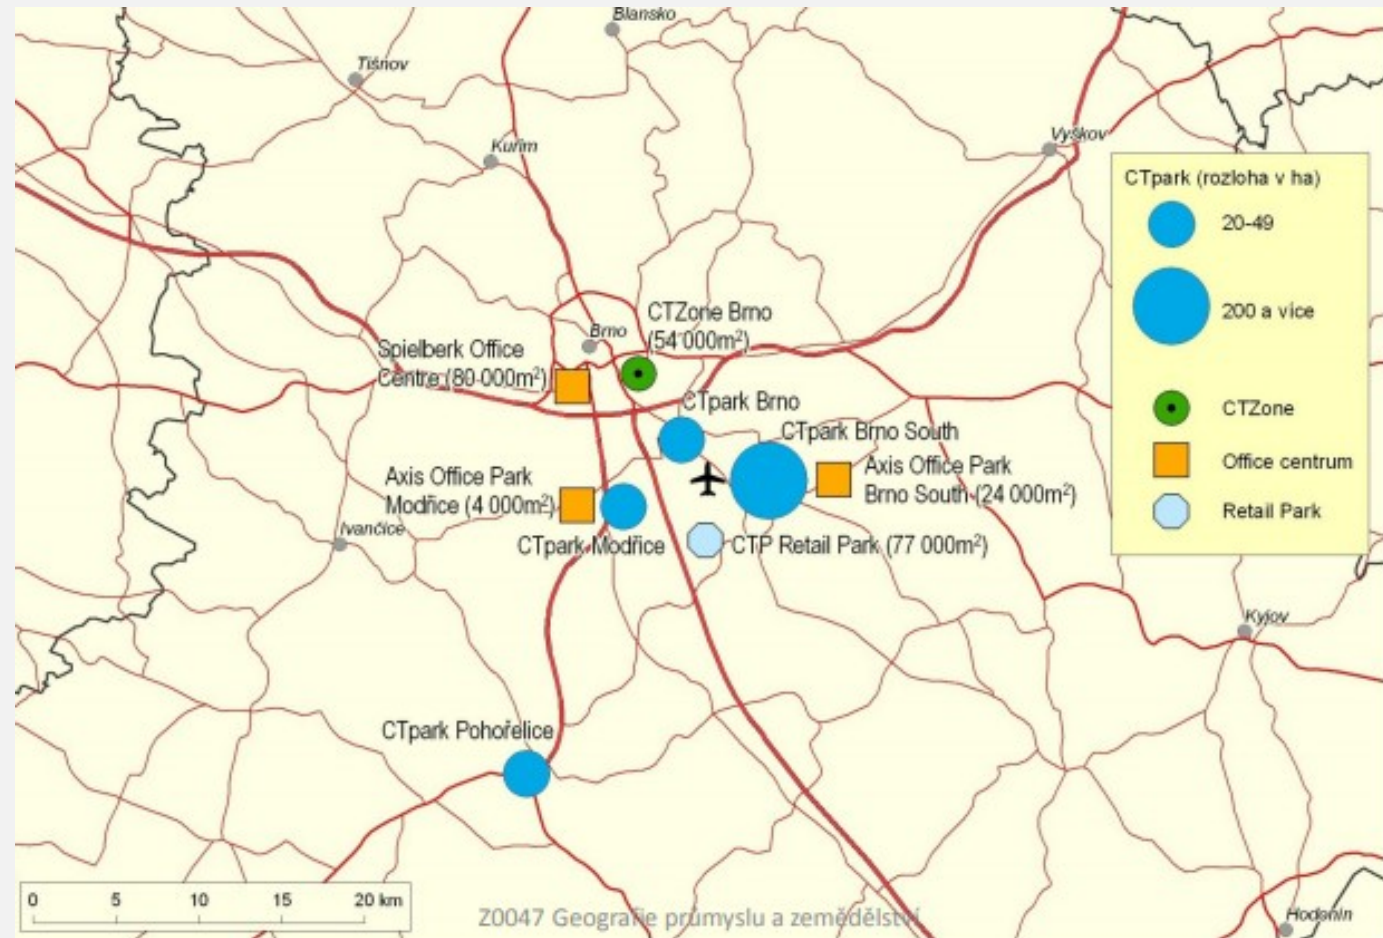 Blansko
Tišnov
Kuřim
Vyškov
CTpark (rozloha v ha)
20-49
200 a více
CTZone
Office centrum
Retail Park
CTZone Brno
(54 000m²)
Brno
Spielberk Office
Centre (80 000m²)
CTpark Brno
CTpark Brno South
Axis Office Park
Brno South (24 000m²)
Axis Office Park
Modřice (4 000m²)
Ivančice
CTpark Modřice
CTP Retail Park (77 000m²)
Kyjov
CTpark Pohořelice
0 5 10 15 20 km
Z0047 Geografie průmyslu a zemědělství
Hodonín